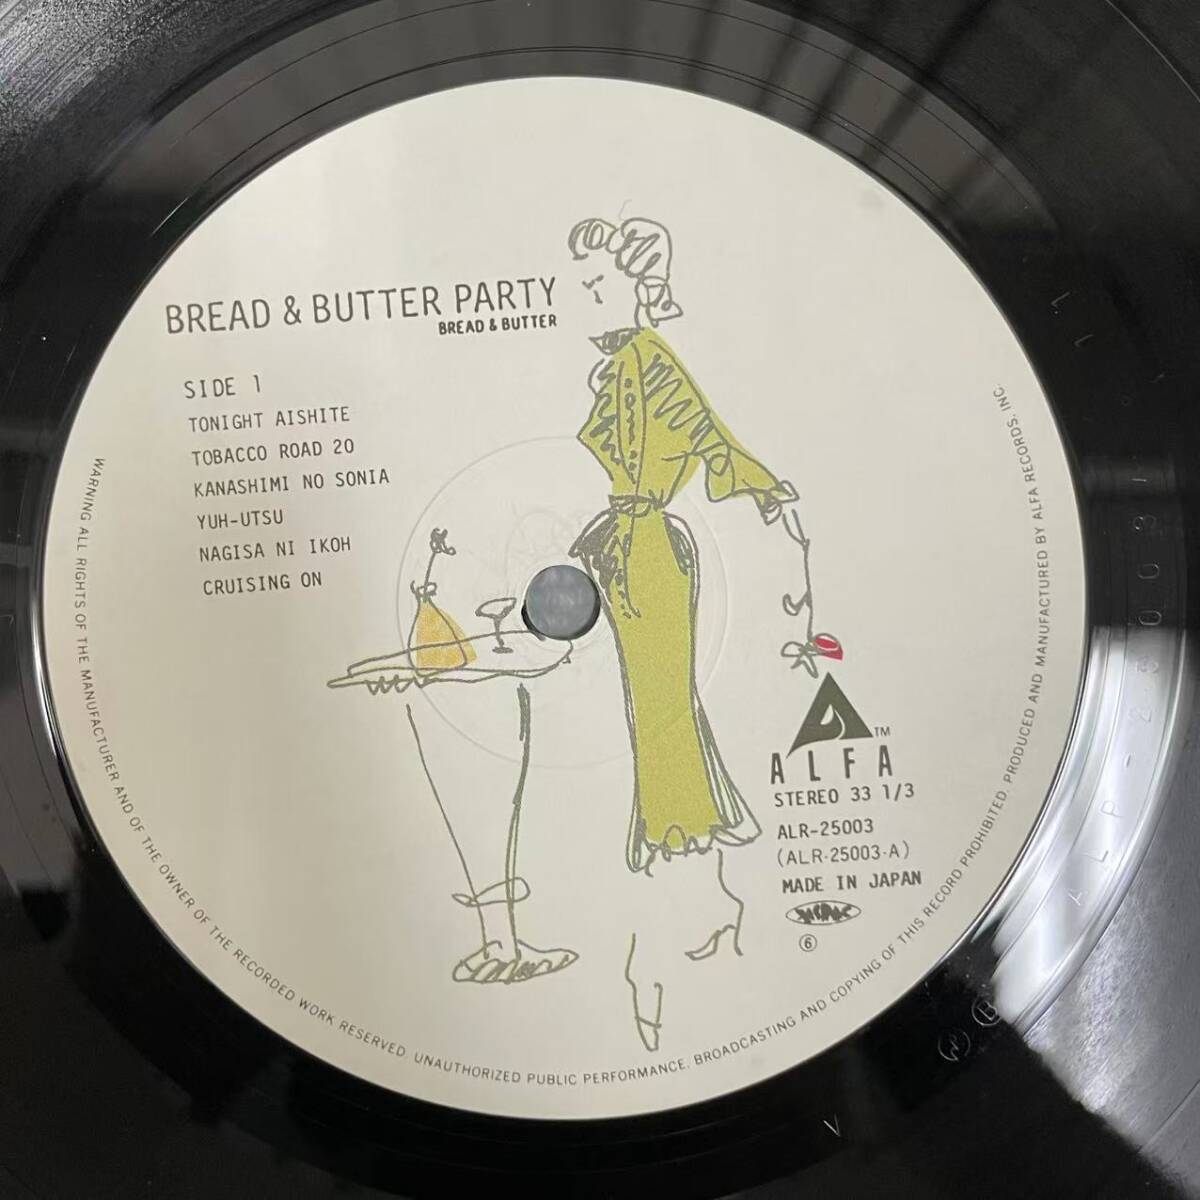 BREAD & BUTTER PARTY
BREAD & BUTTER
SIDE 1
TONIGHT AISHITE
TOBACCO ROAD 20
KANASHIMI NO SONIA
YUH-UTSU
NAGISA NI IKOH
CRUISING ON
ALFA TM
STEREO 33 1/3
ALR-25003
(ALR-25003-A)
MADE IN JAPAN
⑥
WARNING ALL RIGHTS OF THE MANUFACTURER AND OF THE OWNER OF THE RECORDED WORK RESERVED. UNAUTHORIZED PUBLIC PERFORMANCE, BROADCASTING AND COPYING OF THIS RECORD PROHIBITED. PRODUCED AND MANUFACTURED BY ALFA RECORDS, INC.